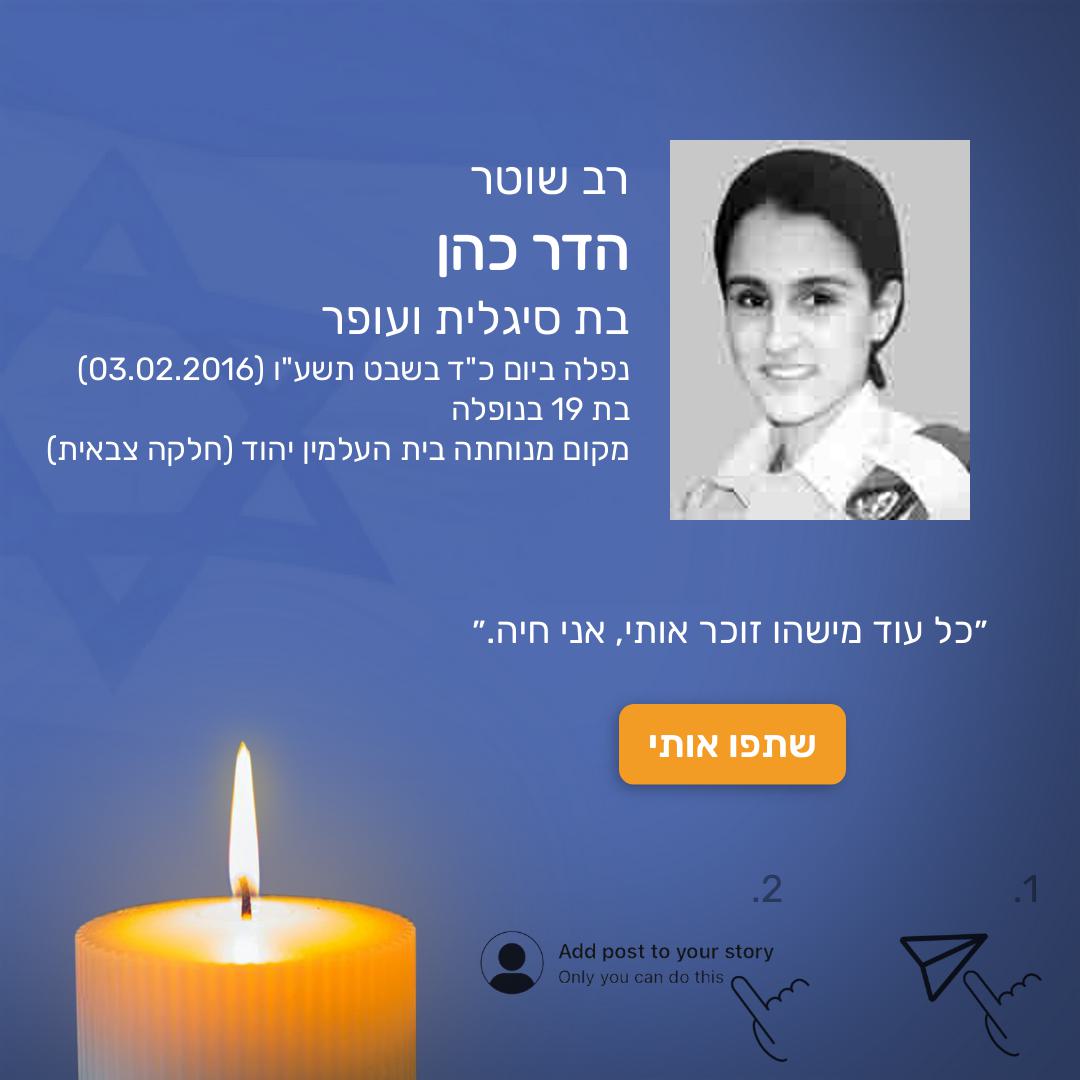 רב שוטר
הדר כהן
בת סיגלית ועופר
נפלה ביום כ"ד בשבט תשע"ו (03.02.2016)
בת 19 בנופלה
מקום מנוחתה בית העלמין יהוד (חלקה צבאית)
״כל עוד מישהו זוכר אותי, אני חיה.״
שתפו אותי
1.
2.
Add post to your story
Only you can do this